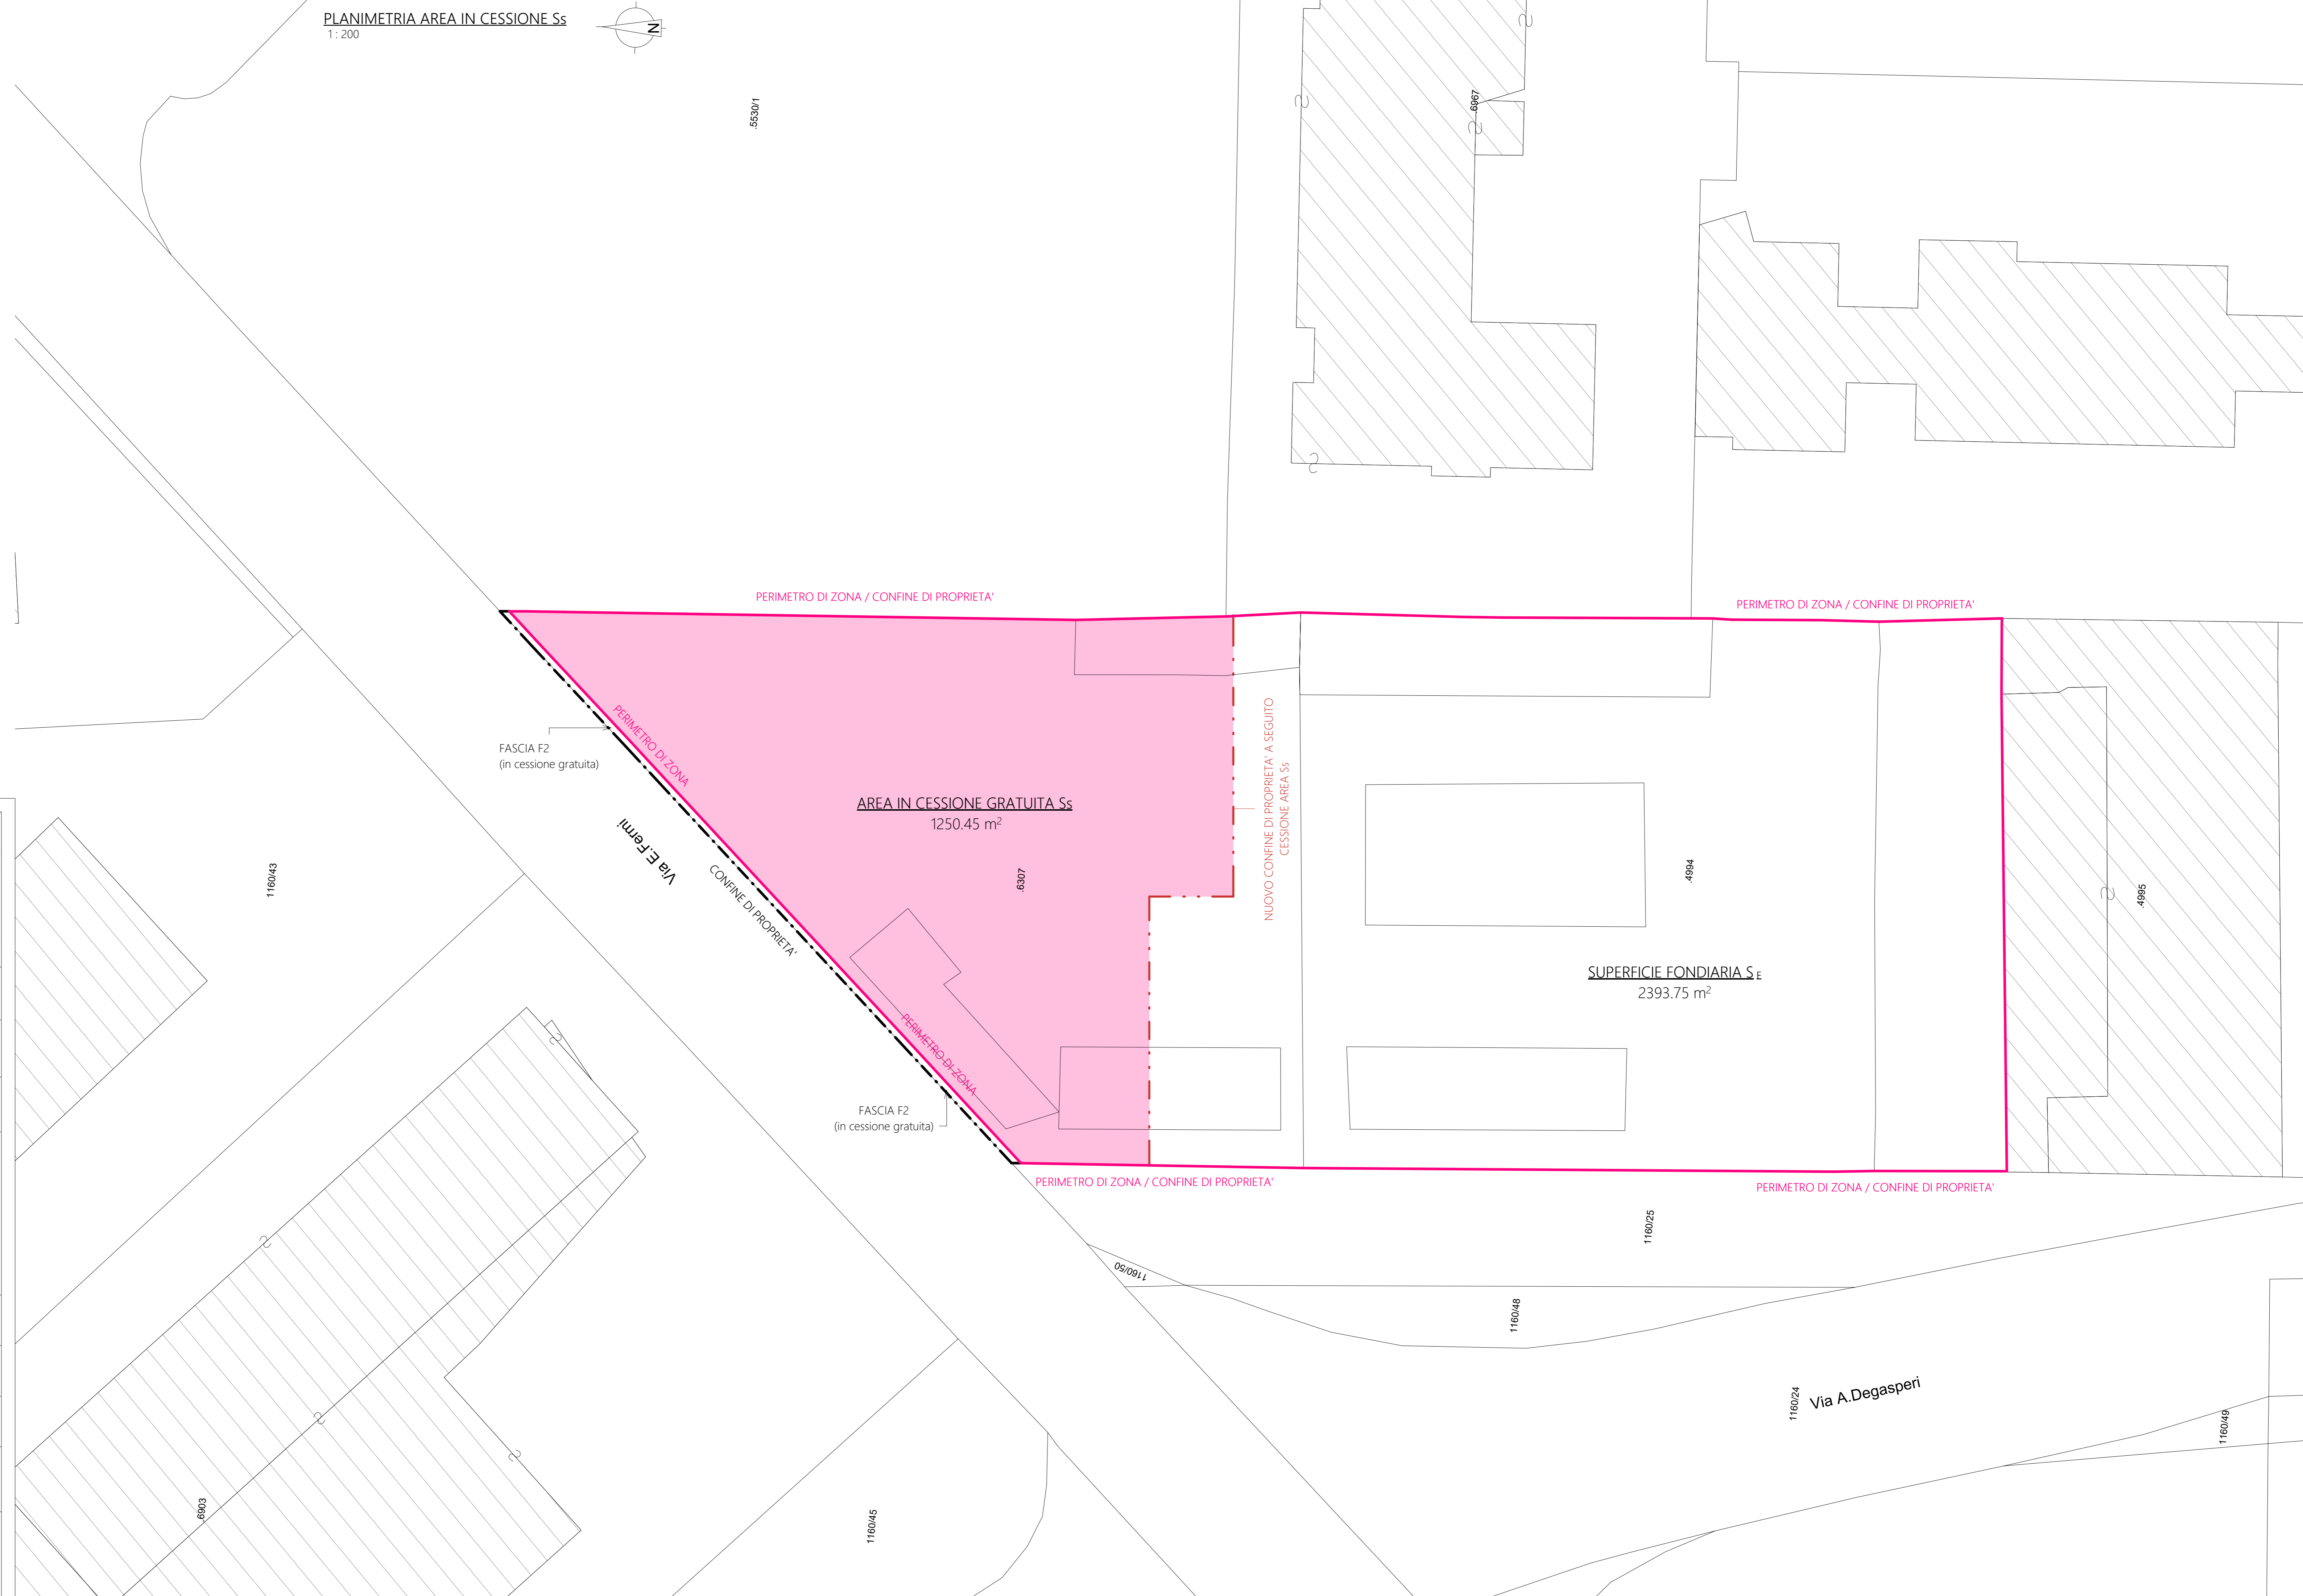 PLANIMETRIA AREA IN CESSIONE Ss
1 : 200
N
.5530/1
.6967
PERIMETRO DI ZONA / CONFINE DI PROPRIETA'
PERIMETRO DI ZONA / CONFINE DI PROPRIETA'
PERIMETRO DI ZONA
FASCIA F2
(in cessione gratuita)
NUOVO CONFINE DI PROPRIETA' A SEGUITO
CESSIONE AREA Ss
AREA IN CESSIONE GRATUITA Ss
1250.45 m²
Via E.Fermi
CONFINE DI PROPRIETA'
1160/43
.6307
.4994
.4995
SUPERFICIE FONDIARIA S F
2393.75 m²
PERIMETRO DI ZONA
FASCIA F2
(in cessione gratuita)
PERIMETRO DI ZONA / CONFINE DI PROPRIETA'
PERIMETRO DI ZONA / CONFINE DI PROPRIETA'
1160/25
1160/50
1160/48
1160/24
Via A.Degasperi
1160/49
.6903
1160/45